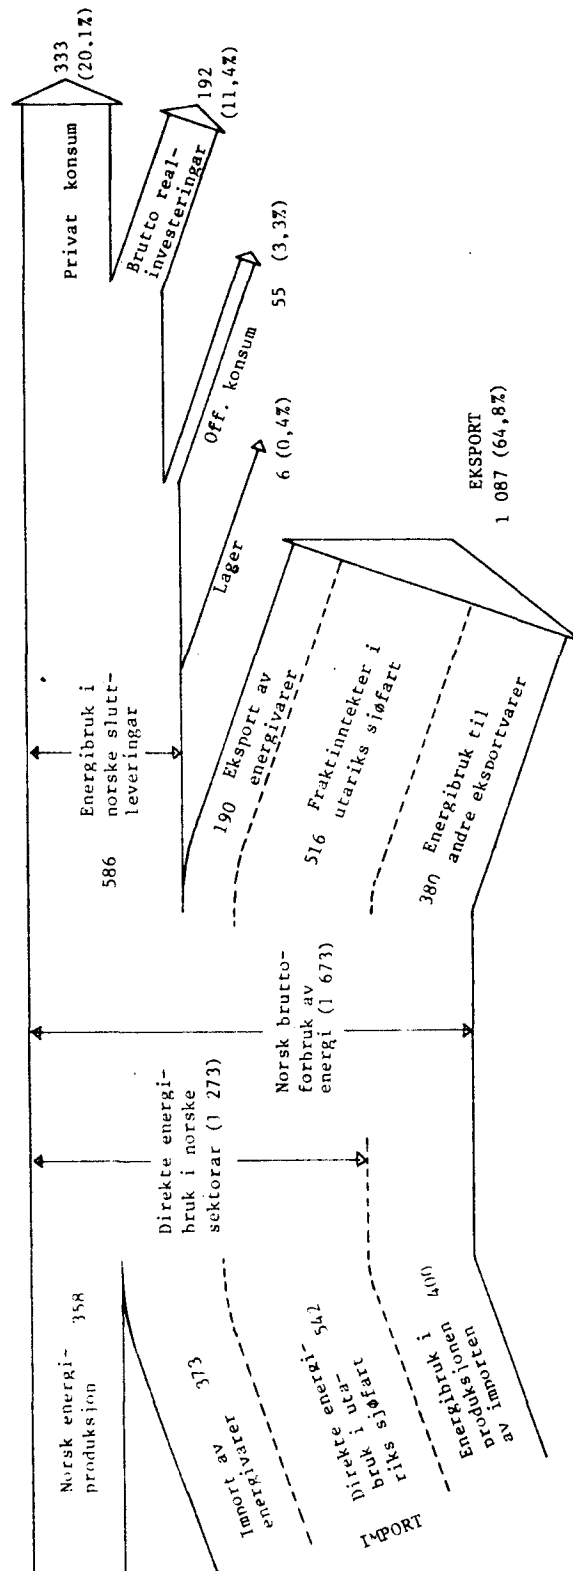 Norsk energi-
produksjon 358
Import av
energivarer
373
Direkte energi-
bruk i uta-
riks sjøfart
542
Energibruk i
produksjonen
av importen
400
IMPORT
Direkte energi-
bruk i norske
sektorar (1 273)
Norsk brutto-
forbruk av
energi (1 673)
586
Energibruk i
norske slutt-
leveringar
190 Eksport av
energivarer
516 Fraktinntekter i
utariks sjøfart
380 Energibruk til
andre eksportvarer
EKSPORT
1 087 (64,8%)
Lager
6 (0,4%)
Off. konsum
55 (3,3%)
Brutto real-
investeringar
192
(11,4%)
Privat konsum
333
(20.1%)